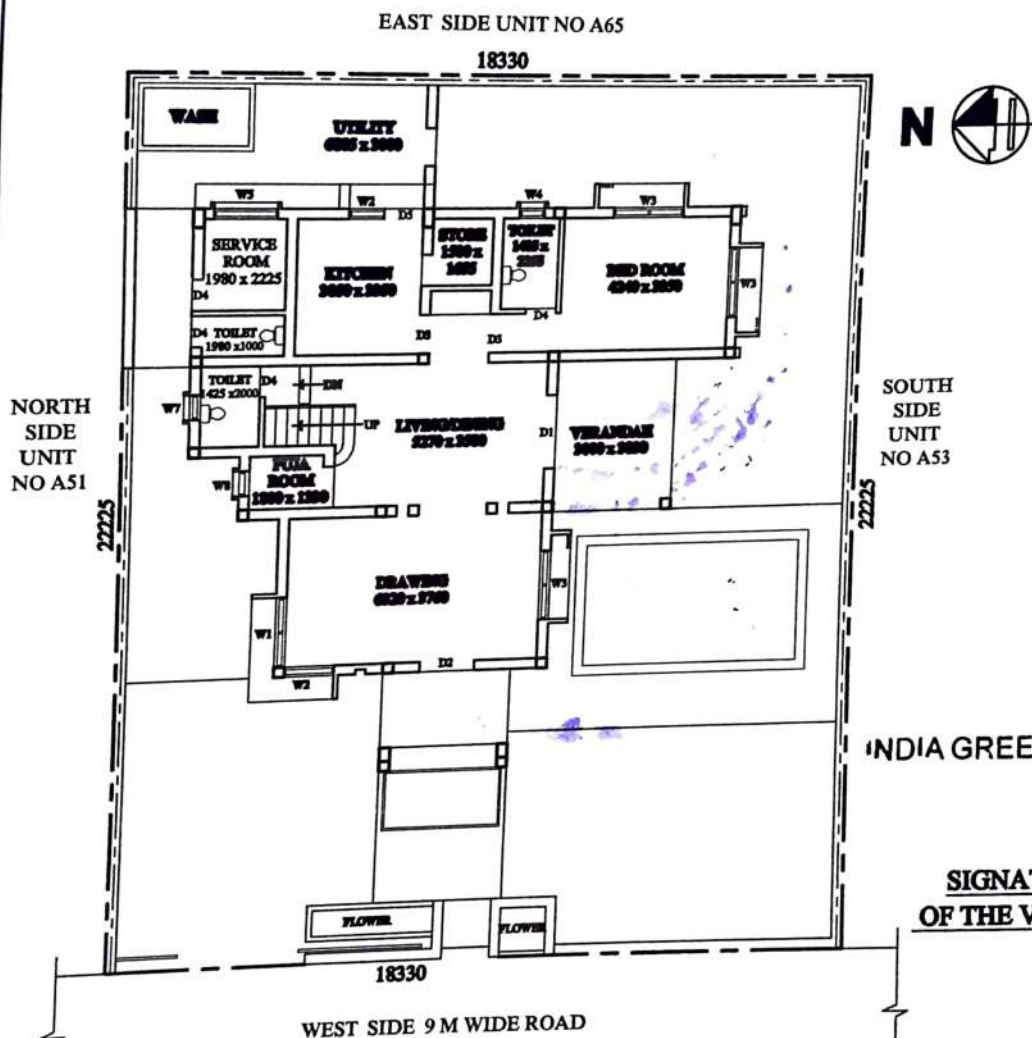 EAST SIDE UNIT NO A65
18330
N
WASH
UTILITY
W5
W2
D5
W4
W3
SERVICE
ROOM
1980 x 2225
KITCHEN
STORE
TOILET
BED ROOM
W3
D4
D4
TOILET
1980 x1000
D3
D5
D4
TOILET
425 x2000
D4
DN
W7
UP
LIVING/DINING
D1
VERANDAH
NORTH
SIDE
UNIT
NO A51
SOUTH
SIDE
UNIT
NO A53
PUJA
ROOM
W8
22225
22225
DRAWING
W3
W1
W2
D2
INDIA GREE
SIGNAT
OF THE V
FLOWER
FLOWER
18330
WEST SIDE 9 M WIDE ROAD